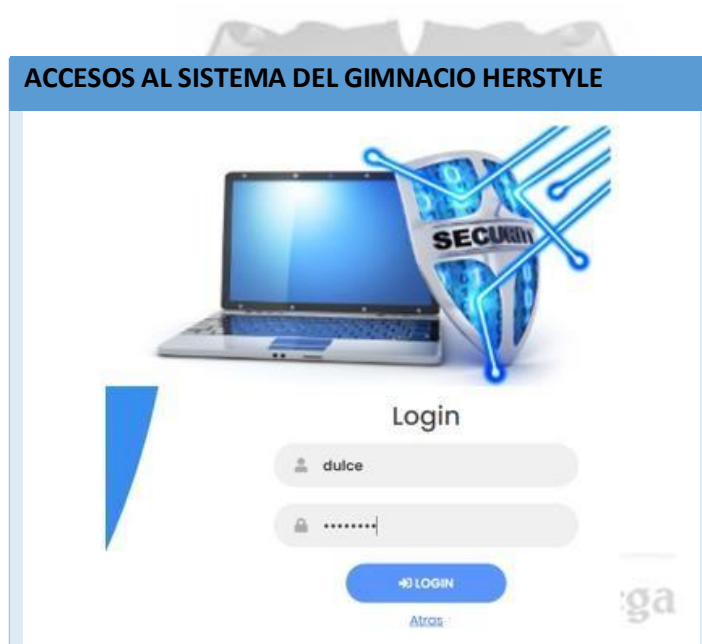 ACCESOS AL SISTEMA DEL GIMNACIO HERSTYLE
SECURITY
Login
dulce
••••••••
LOGIN
Atras
ga